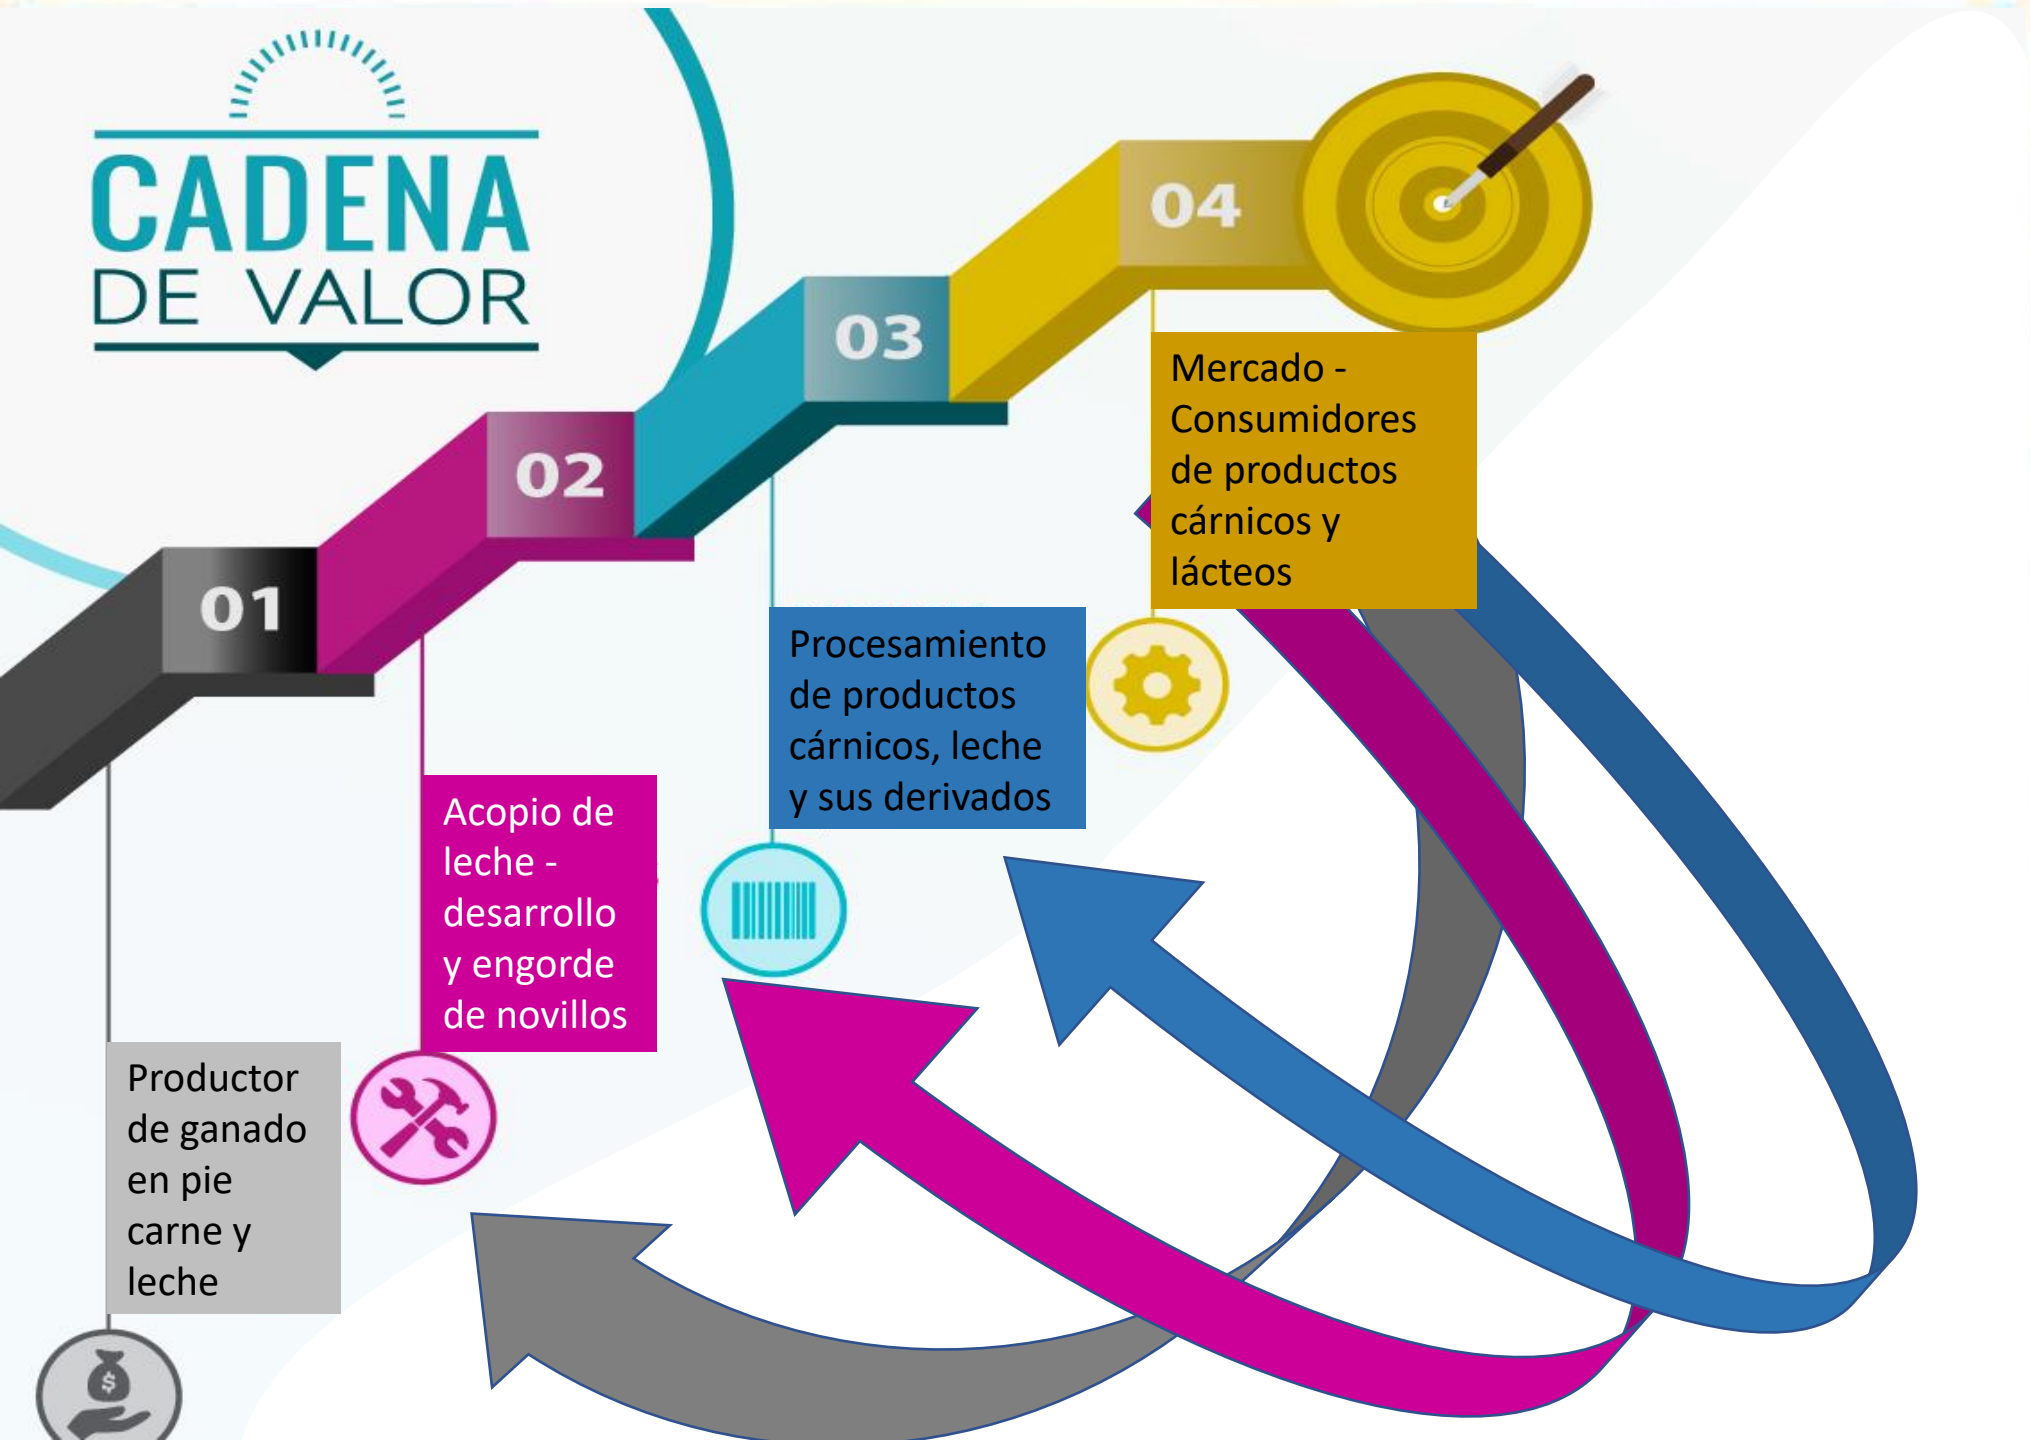 CADENA
DE VALOR
04
03
02
01
Mercado -
Consumidores
de productos
cárnicos y
lácteos
Procesamiento
de productos
cárnicos, leche
y sus derivados
Acopio de
leche -
desarrollo
y engorde
de novillos
Productor
de ganado
en pie
carne y
leche
$